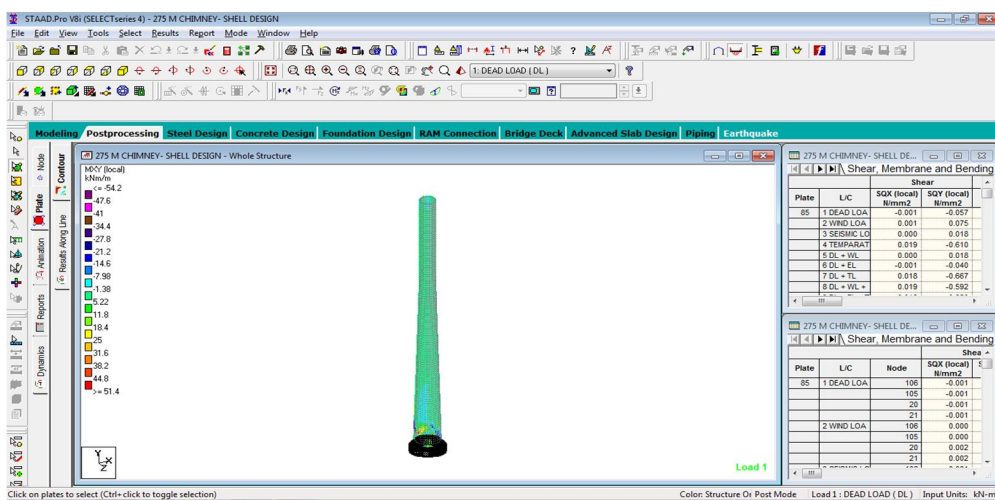 STAAD.Pro V8i (SELECTseries 4) - 275 M CHIMNEY- SHELL DESIGN
File Edit View Tools Select Results Report Mode Window Help
1: DEAD LOAD ( DL )
Modeling Postprocessing Steel Design Concrete Design Foundation Design RAM Connection Bridge Deck Advanced Slab Design Piping Earthquake
Node
Plate
Animation
Reports
Dynamics
Contour
Results Along Line
275 M CHIMNEY- SHELL DESIGN - Whole Structure
MXY (local)
kNm/m
<= -54.2
-47.6
-41
-34.4
-27.8
-21.2
-14.6
-7.98
-1.38
5.22
11.8
18.4
25
31.6
38.2
44.8
>= 51.4
Y
X
Z
Load 1
275 M CHIMNEY- SHELL DE...
Shear, Membrane and Bending
Shear
Plate L/C SQX (local) N/mm2 SQY (local) N/mm2
85 1 DEAD LOA -0.001 -0.057
2 WIND LOA 0.001 0.075
3 SEISMIC LO 0.000 0.018
4 TEMPARAT 0.019 -0.610
5 DL + WL 0.000 0.018
6 DL + EL -0.001 -0.040
7 DL + TL 0.018 -0.667
8 DL + WL + 0.019 -0.592
275 M CHIMNEY- SHELL DE...
Shear, Membrane and Bending
Shea
Plate L/C Node SQX (local) N/mm2
85 1 DEAD LOA 106 -0.001
105 -0.001
20 -0.001
21 -0.001
2 WIND LOA 106 0.000
105 0.000
20 0.002
21 0.002
Click on plates to select (Ctrl+click to toggle selection)
Color: Structure Or Post Mode Load 1 : DEAD LOAD ( DL ) Input Units: kN-m